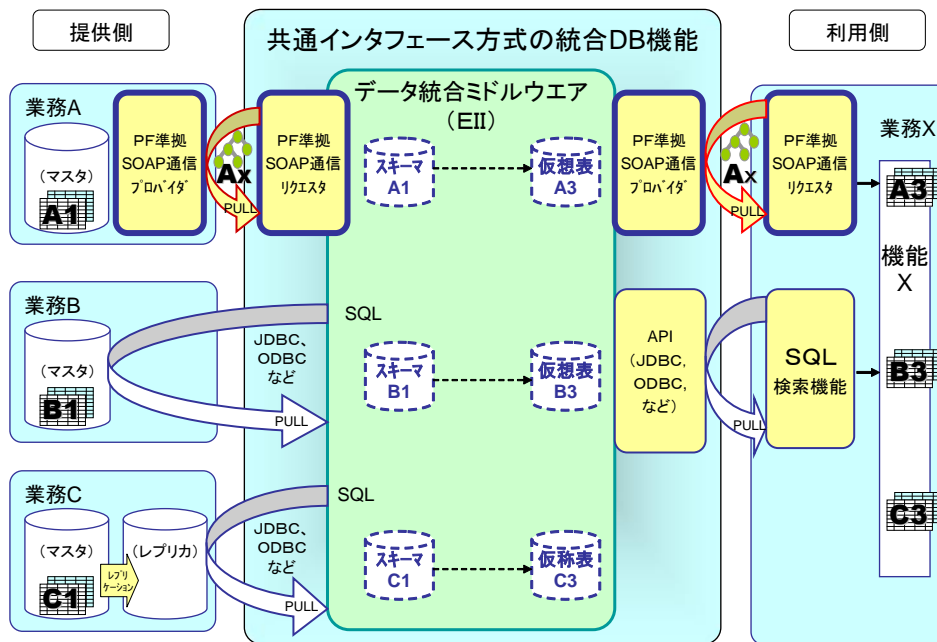 提供側
共通インタフェース方式の統合DB機能
利用側
業務A
(マスタ)
A1
PF準拠
SOAP通信
プロバイダ
Ax
PULL
PF準拠
SOAP通信
リクエスタ
データ統合ミドルウエア
(EII)
スキーマ
A1
仮想表
A3
PF準拠
SOAP通信
プロバイダ
Ax
PULL
PF準拠
SOAP通信
リクエスタ
業務X
A3
機能
X
業務B
(マスタ)
B1
JDBC、
ODBC
など
SQL
PULL
スキーマ
B1
仮想表
B3
API
(JDBC,
ODBC,
など)
PULL
SQL
検索機能
B3
業務C
(マスタ)
C1
レプリ
ケーション
(レプリカ)
JDBC、
ODBC
など
SQL
PULL
スキーマ
C1
仮称表
C3
C3